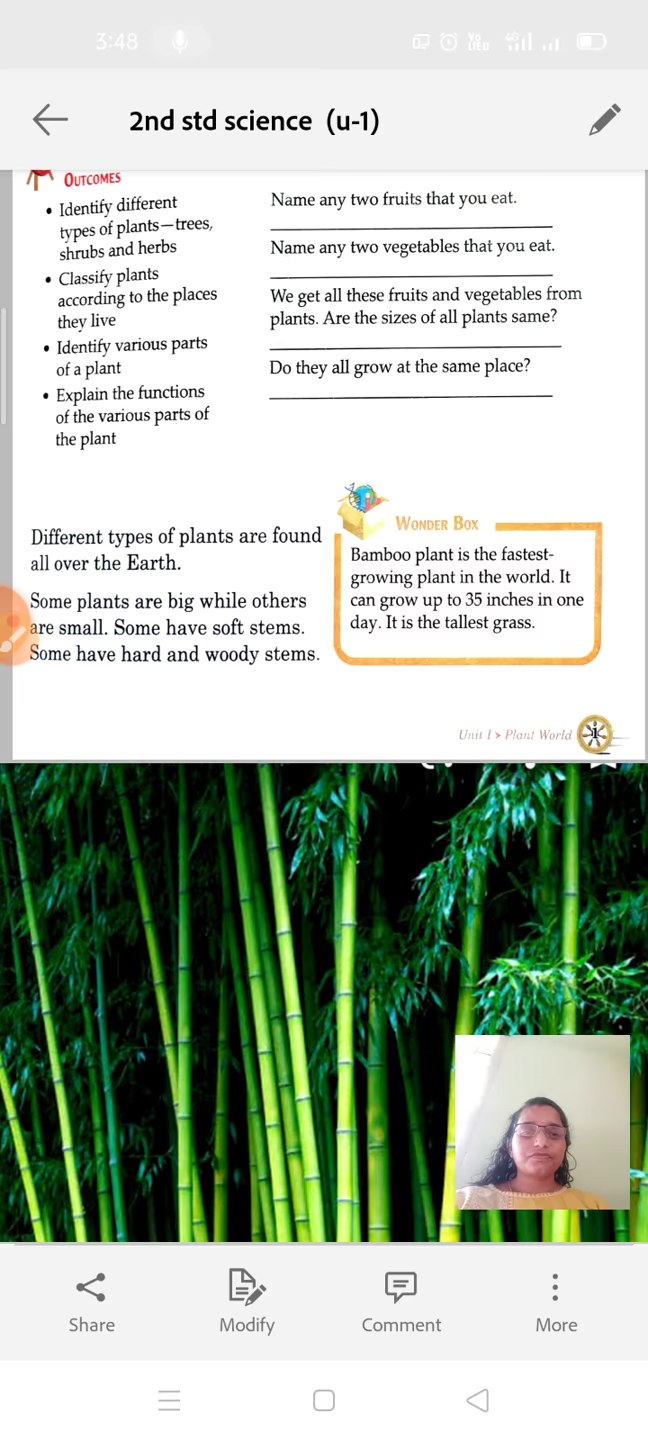 3:48
VO
LTE
4G
2nd std science (u-1)
OUTCOMES
• Identify different
types of plants—trees,
shrubs and herbs
• Classify plants
according to the places
they live
• Identify various parts
of a plant
• Explain the functions
of the various parts of
the plant
Name any two fruits that you eat.
Name any two vegetables that you eat.
We get all these fruits and vegetables from
plants. Are the sizes of all plants same?
Do they all grow at the same place?
Different types of plants are found
all over the Earth.
Some plants are big while others
are small. Some have soft stems.
Some have hard and woody stems.
WONDER BOX
Bamboo plant is the fastest-
growing plant in the world. It
can grow up to 35 inches in one
day. It is the tallest grass.
Unit I > Plant World
1
Share
Modify
Comment
More